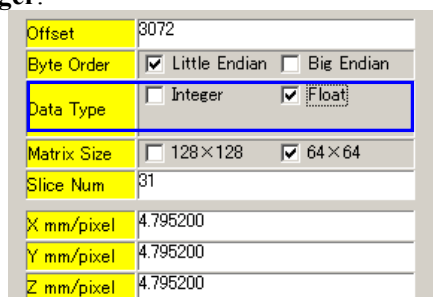 ger.
Offset 3072
Byte Order Little Endian Big Endian
Data Type Integer Float
Matrix Size 128×128 64×64
Slice Num 31
X mm/pixel 4.795200
Y mm/pixel 4.795200
Z mm/pixel 4.795200